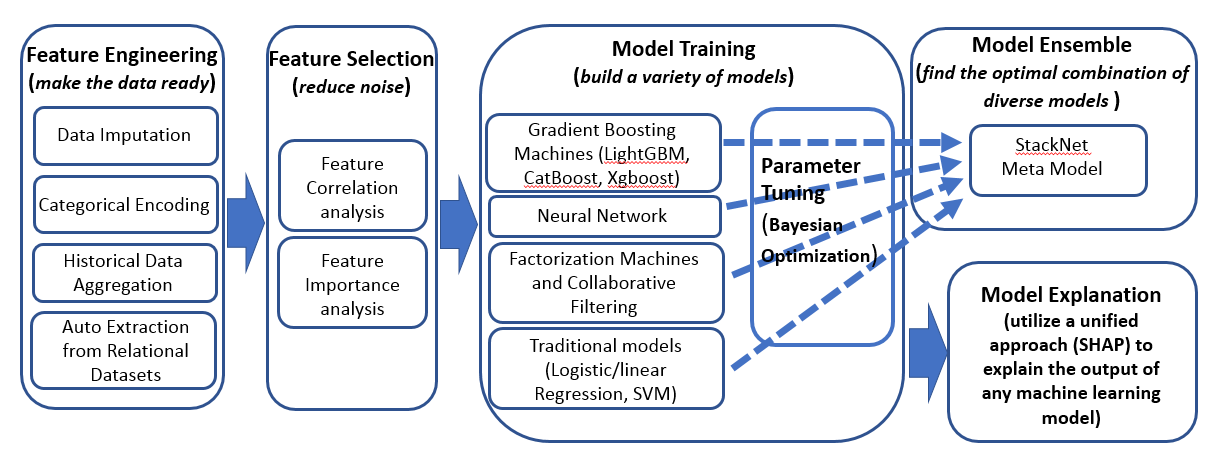 Feature Engineering
(make the data ready)
Data Imputation
Categorical Encoding
Historical Data
Aggregation
Auto Extraction
from Relational
Datasets
Feature Selection
(reduce noise)
Feature
Correlation
analysis
Feature
Importance
analysis
Model Training
(build a variety of models)
Gradient Boosting
Machines (LightGBM,
CatBoost, Xgboost)
Neural Network
Factorization Machines
and Collaborative
Filtering
Traditional models
(Logistic/linear
Regression, SVM)
Parameter
Tuning
(Bayesian
Optimization)
Model Ensemble
(find the optimal combination of
diverse models )
StackNet
Meta Model
Model Explanation
(utilize a unified
approach (SHAP) to
explain the output of
any machine learning
model)